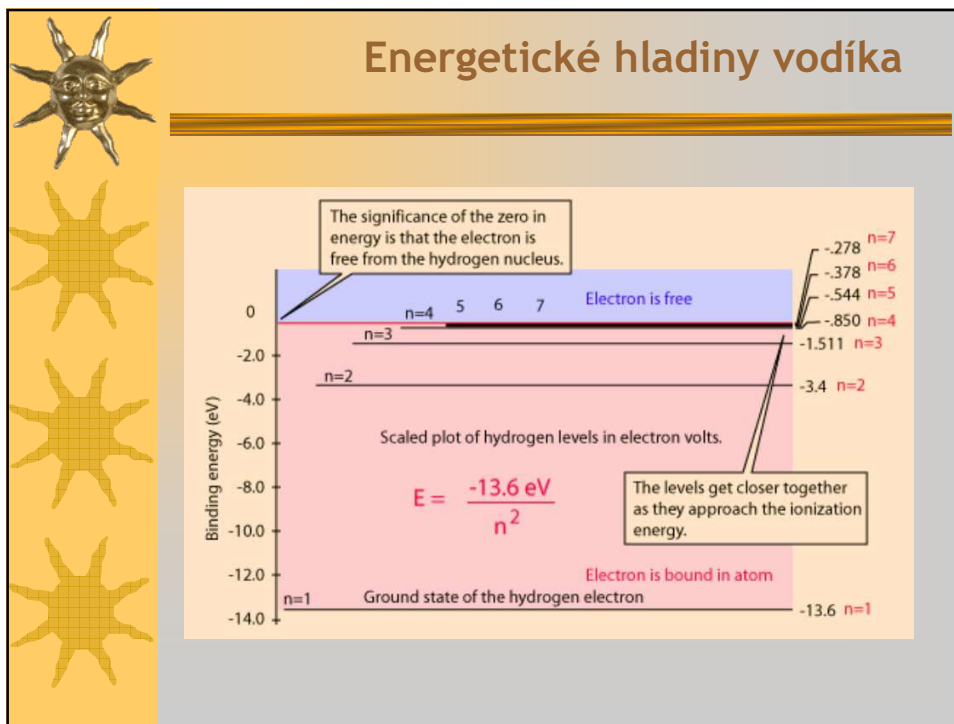 Energetické hladiny vodíka
The significance of the zero in
energy is that the electron is
free from the hydrogen nucleus.
-.278 n=7
-.378 n=6
-.544 n=5
-.850 n=4
-1.511 n=3
-3.4 n=2
-13.6 n=1
Electron is free
0
-2.0
-4.0
-6.0
-8.0
-10.0
-12.0
-14.0
Binding energy (eV)
n=4 5 6 7
n=3
n=2
Scaled plot of hydrogen levels in electron volts.
E = -13.6 eV
n2
The levels get closer together
as they approach the ionization
energy.
Electron is bound in atom
n=1 Ground state of the hydrogen electron